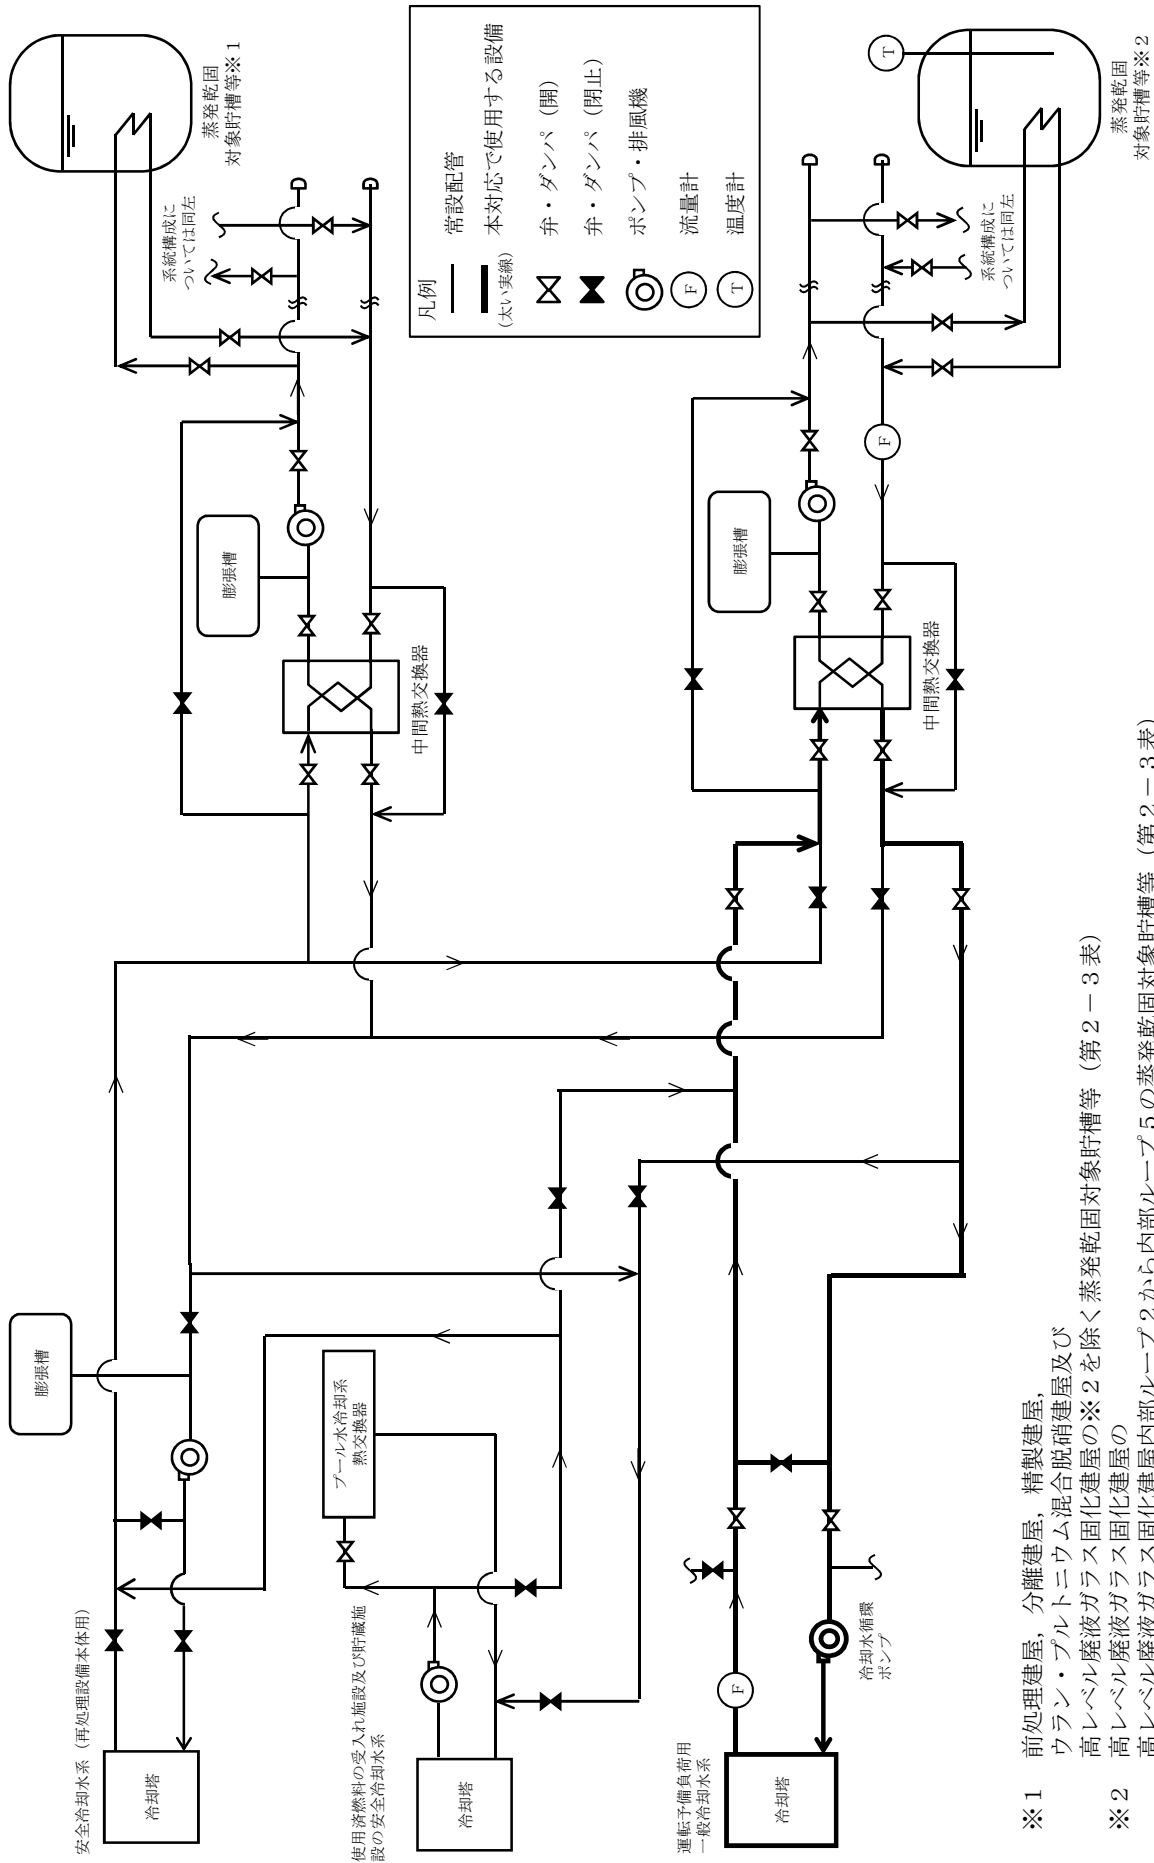 安全冷却水系（再処理設備本体用）
冷却塔
膨張槽
使用済燃料の受入れ施設及び貯蔵施
設の安全冷却水系
冷却塔
プール水冷却系
熱交換器
運転予備負荷用
一般冷却水系
冷却塔
冷却水循環
ポンプ
F
膨張槽
中間熱交換器
系統構成に
ついては同左
蒸発乾固
対象貯槽等※１
膨張槽
中間熱交換器
F
系統構成に
ついては同左
T
蒸発乾固
対象貯槽等※２
凡例
常設配管
本対応で使用する設備
(太い実線)
弁・ダンパ（開）
弁・ダンパ（閉止）
ポンプ・排風機
F 流量計
T 温度計
※１ 前処理建屋，分離建屋，精製建屋，
ウラン・プルトニウム混合脱硝建屋及び
高レベル廃液ガラス固化建屋の※２を除く蒸発乾固対象貯槽等（第２－３表）
※２ 高レベル廃液ガラス固化建屋の
高レベル廃液ガラス固化建屋内部ループ２から内部ループ５の蒸発乾固対象貯槽等（第２－３表）